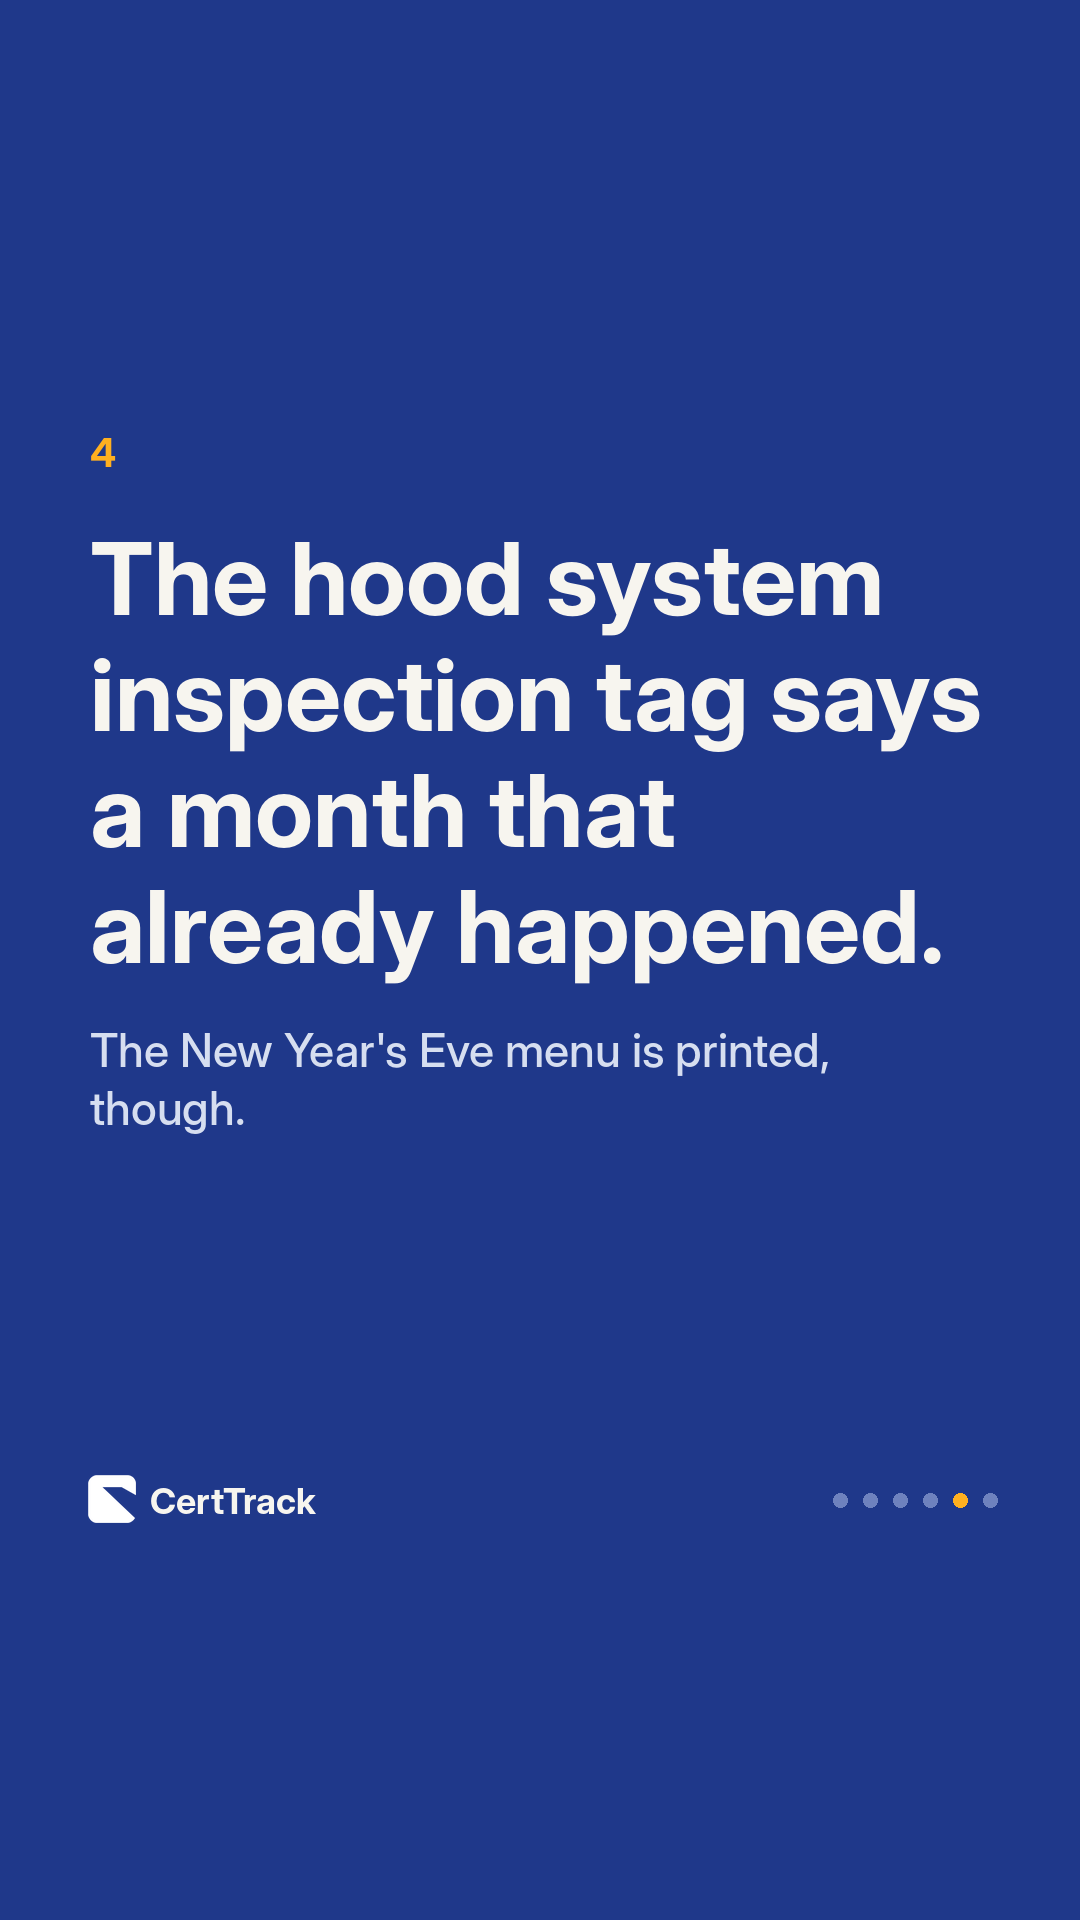 4
The hood system
inspection tag says
a month that
already happened.
The New Year's Eve menu is printed,
though.
CertTrack